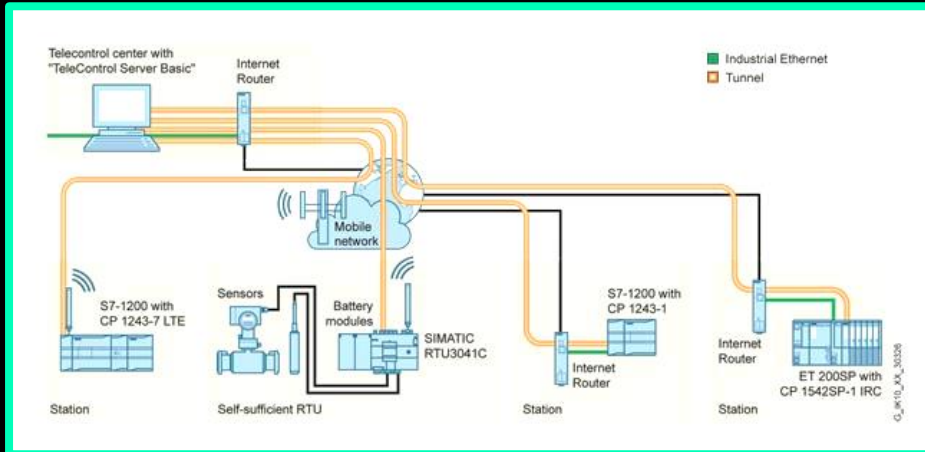 Telecontrol center with
"TeleControl Server Basic"
Internet
Router
Industrial Ethernet
Tunnel
Mobile
network
S7-1200 with
CP 1243-7 LTE
Sensors
Battery
modules
SIMATIC
RTU3041C
S7-1200 with
CP 1243-1
Internet
Router
Internet
Router
ET 200SP with
CP 1542SP-1 IRC
Station
Self-sufficient RTU
Station
Station
G_IK10_XX_30326